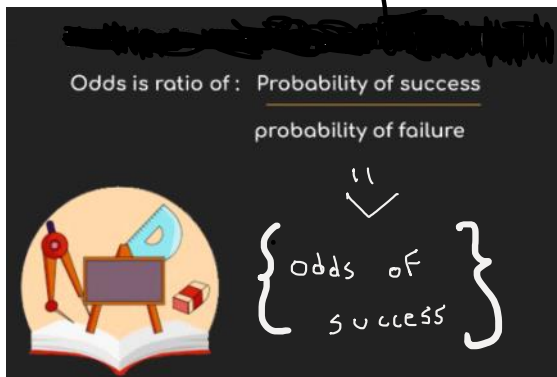 Odds is ratio of : Probability of success
probability of failure
{ odds of
success }